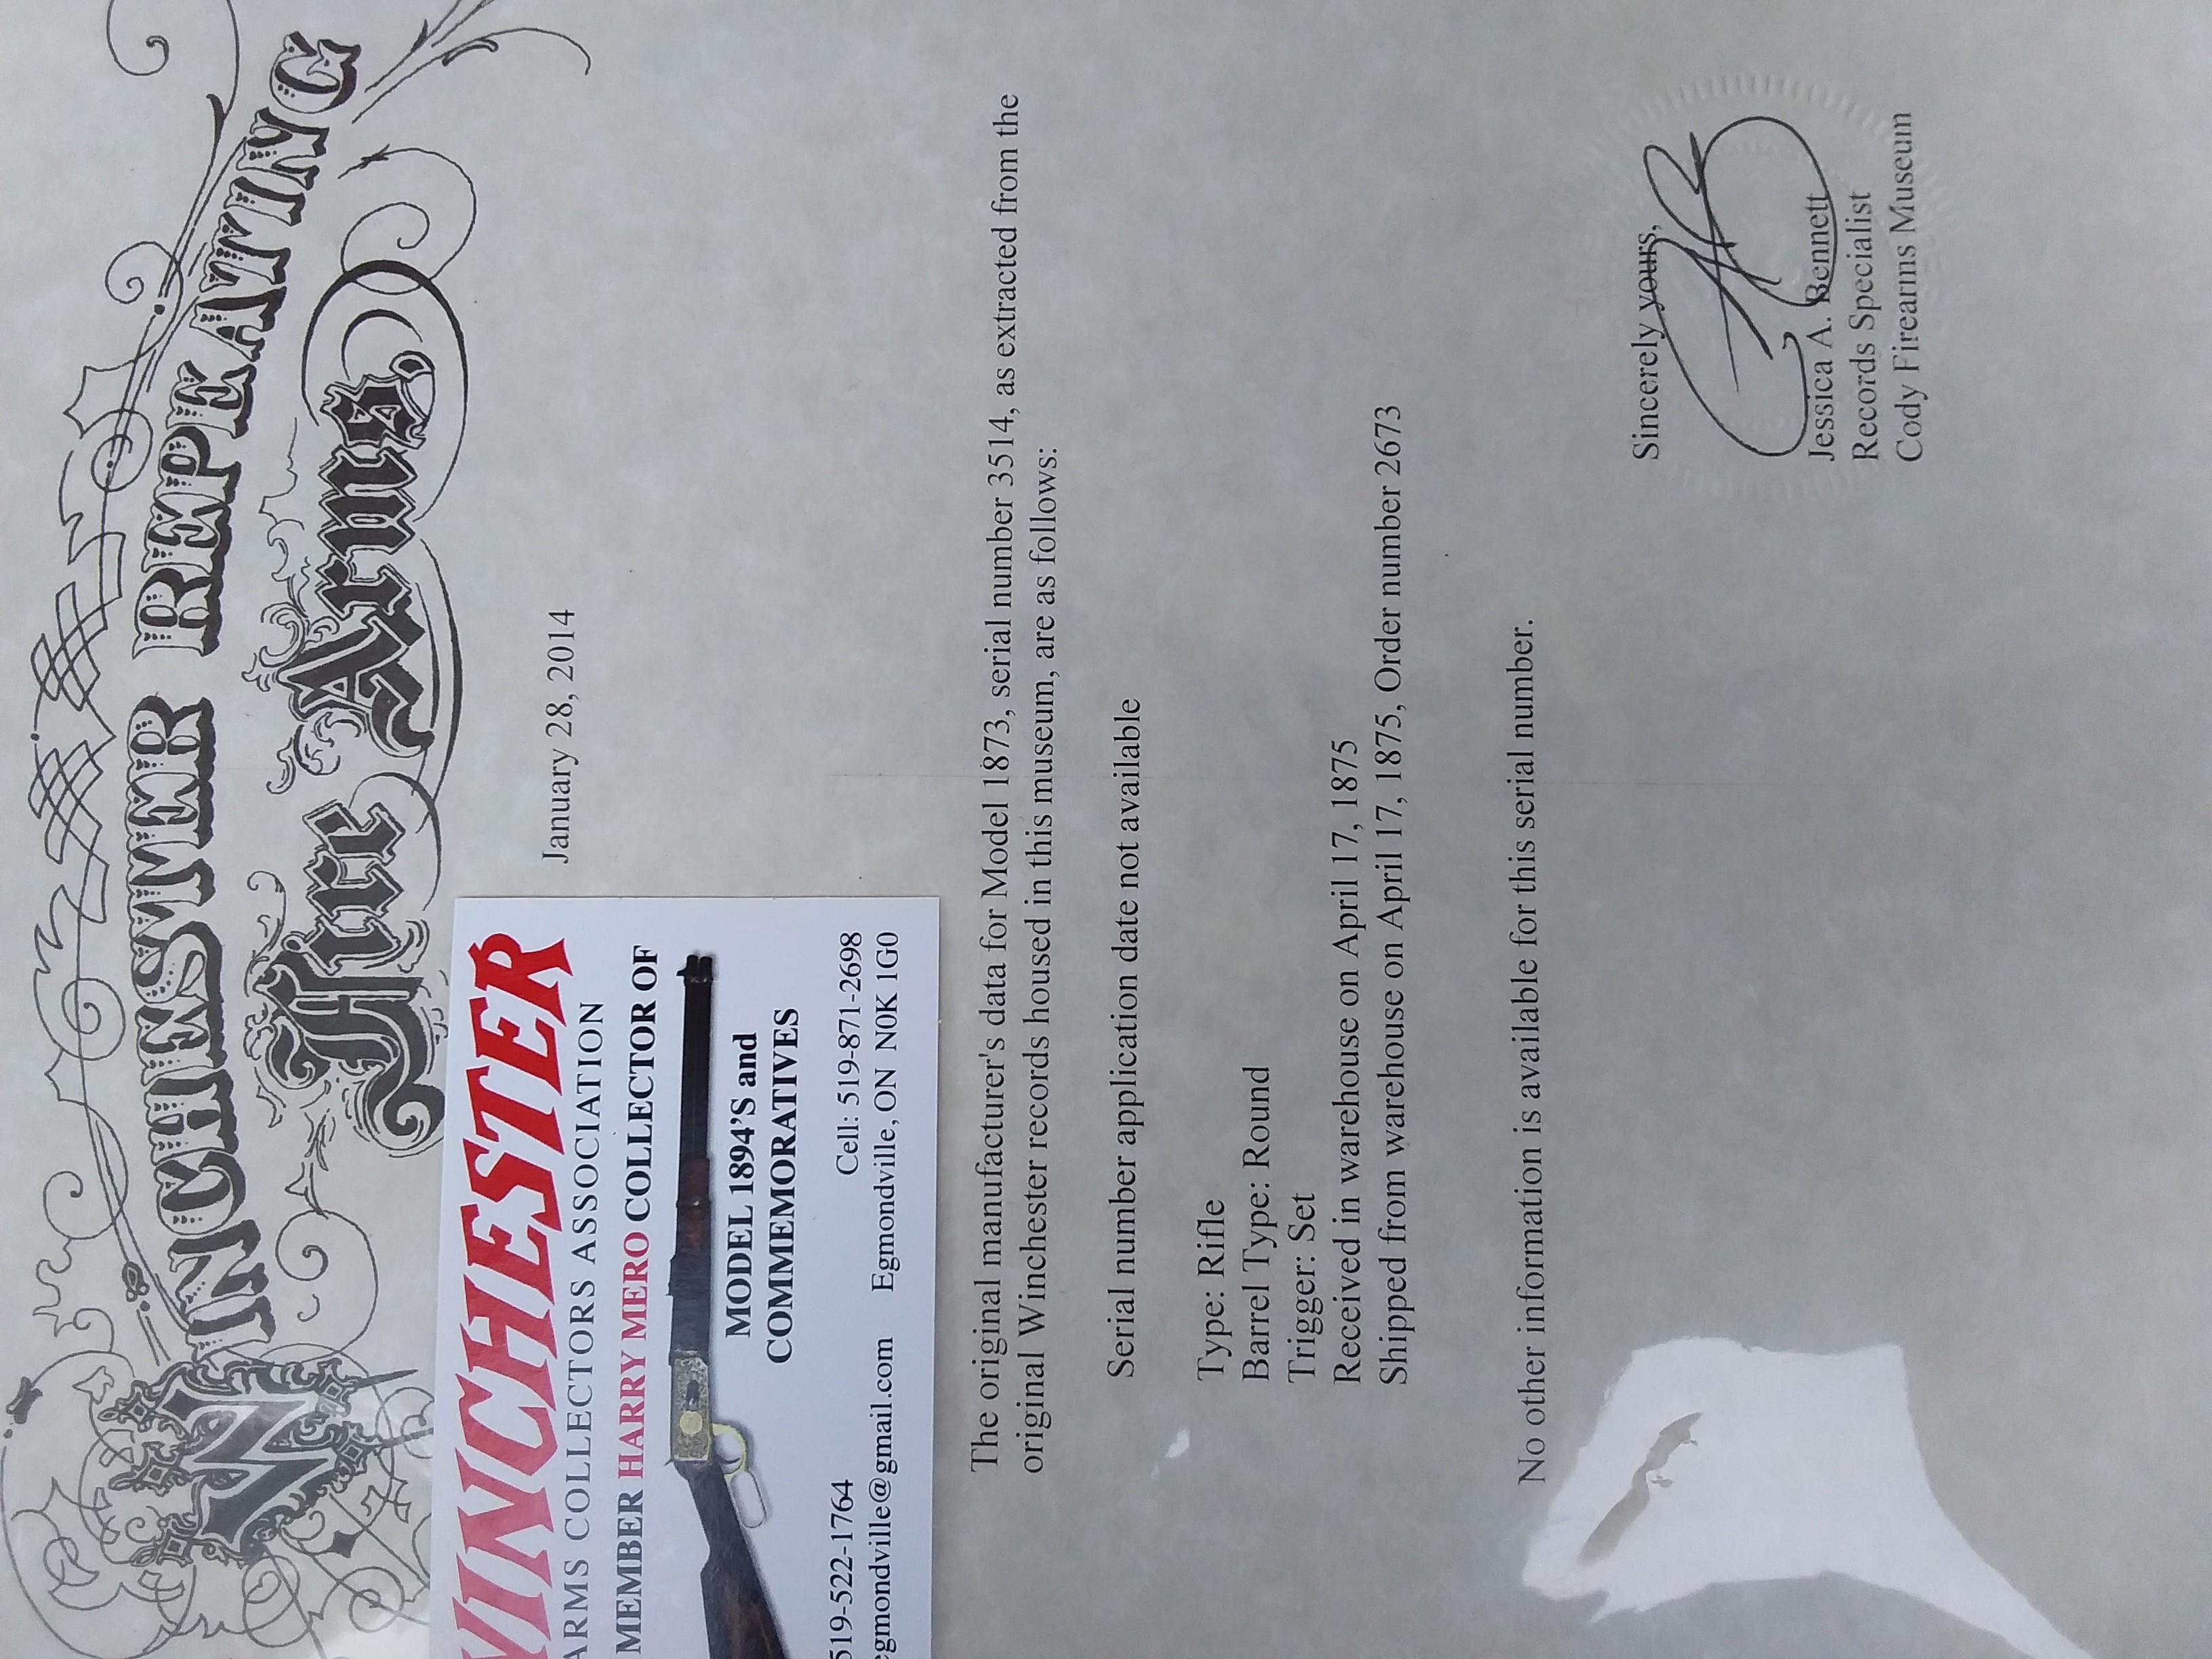 WINCHESTER REPEATING
Fire Arms.
WINCHESTER
ARMS COLLECTORS ASSOCIATION
MEMBER HARRY MERO COLLECTOR OF
MODEL 1894'S and
COMMEMORATIVES
519-522-1764 Cell: 519-871-2698
egmondville@gmail.com Egmondville, ON N0K 1G0
January 28, 2014
The original manufacturer's data for Model 1873, serial number 3514, as extracted from the
original Winchester records housed in this museum, are as follows:
Serial number application date not available
Type: Rifle
Barrel Type: Round
Trigger: Set
Received in warehouse on April 17, 1875
Shipped from warehouse on April 17, 1875, Order number 2673
No other information is available for this serial number.
Sincerely yours,
Jessica A. Bennett
Records Specialist
Cody Firearms Museum